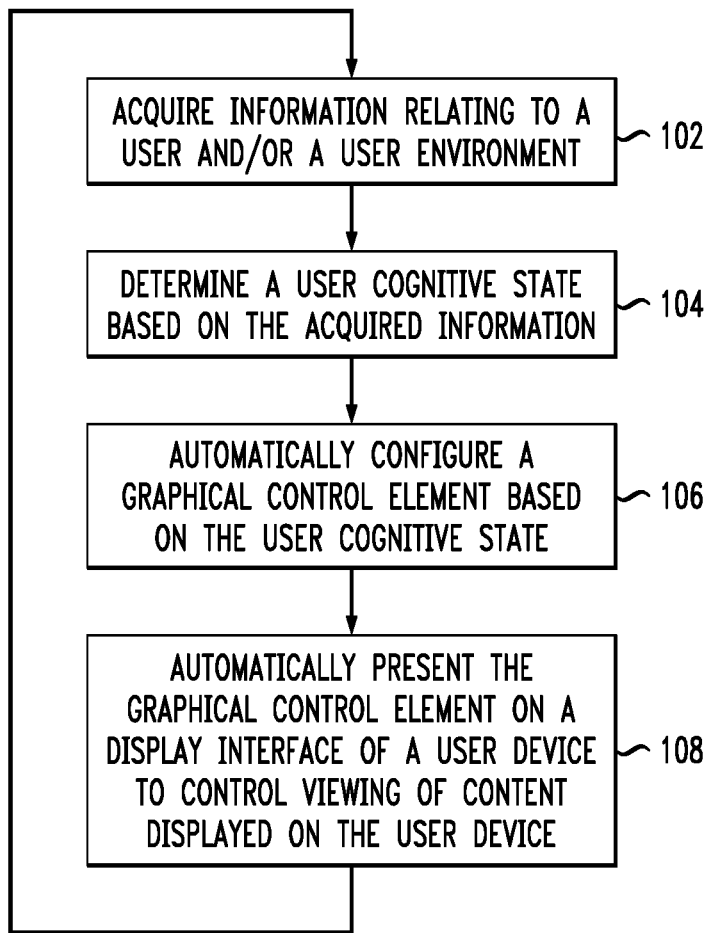 ACQUIRE INFORMATION RELATING TO A
USER AND/OR A USER ENVIRONMENT
102
DETERMINE A USER COGNITIVE STATE
BASED ON THE ACQUIRED INFORMATION
104
AUTOMATICALLY CONFIGURE A
GRAPHICAL CONTROL ELEMENT BASED
ON THE USER COGNITIVE STATE
106
AUTOMATICALLY PRESENT THE
GRAPHICAL CONTROL ELEMENT ON A
DISPLAY INTERFACE OF A USER DEVICE
TO CONTROL VIEWING OF CONTENT
DISPLAYED ON THE USER DEVICE
108